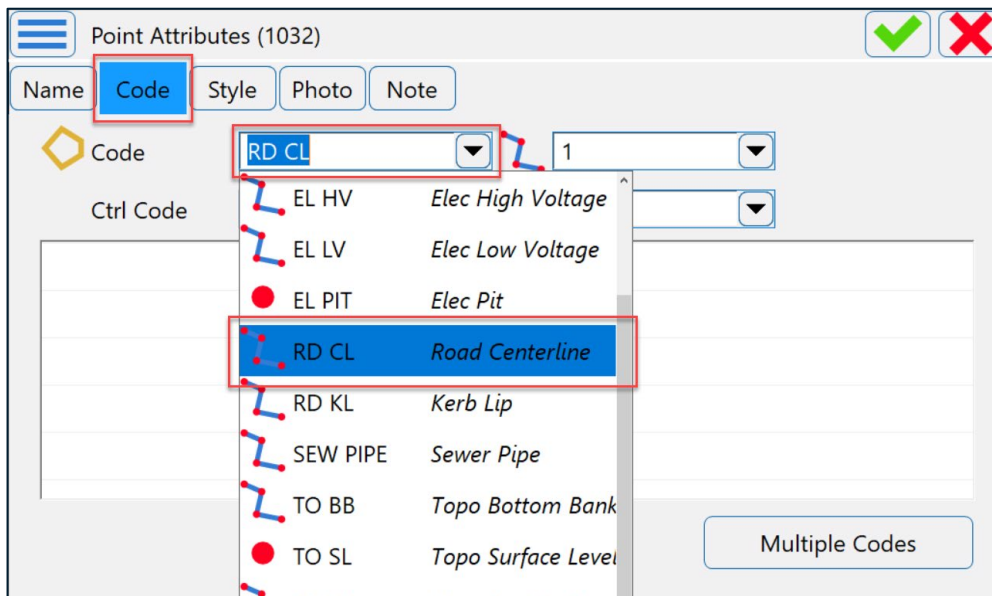 Point Attributes (1032)
Name Code Style Photo Note
Code RD CL 1
Ctrl Code
EL HV Elec High Voltage
EL LV Elec Low Voltage
EL PIT Elec Pit
RD CL Road Centerline
RD KL Kerb Lip
SEW PIPE Sewer Pipe
TO BB Topo Bottom Bank
TO SL Topo Surface Level
Multiple Codes